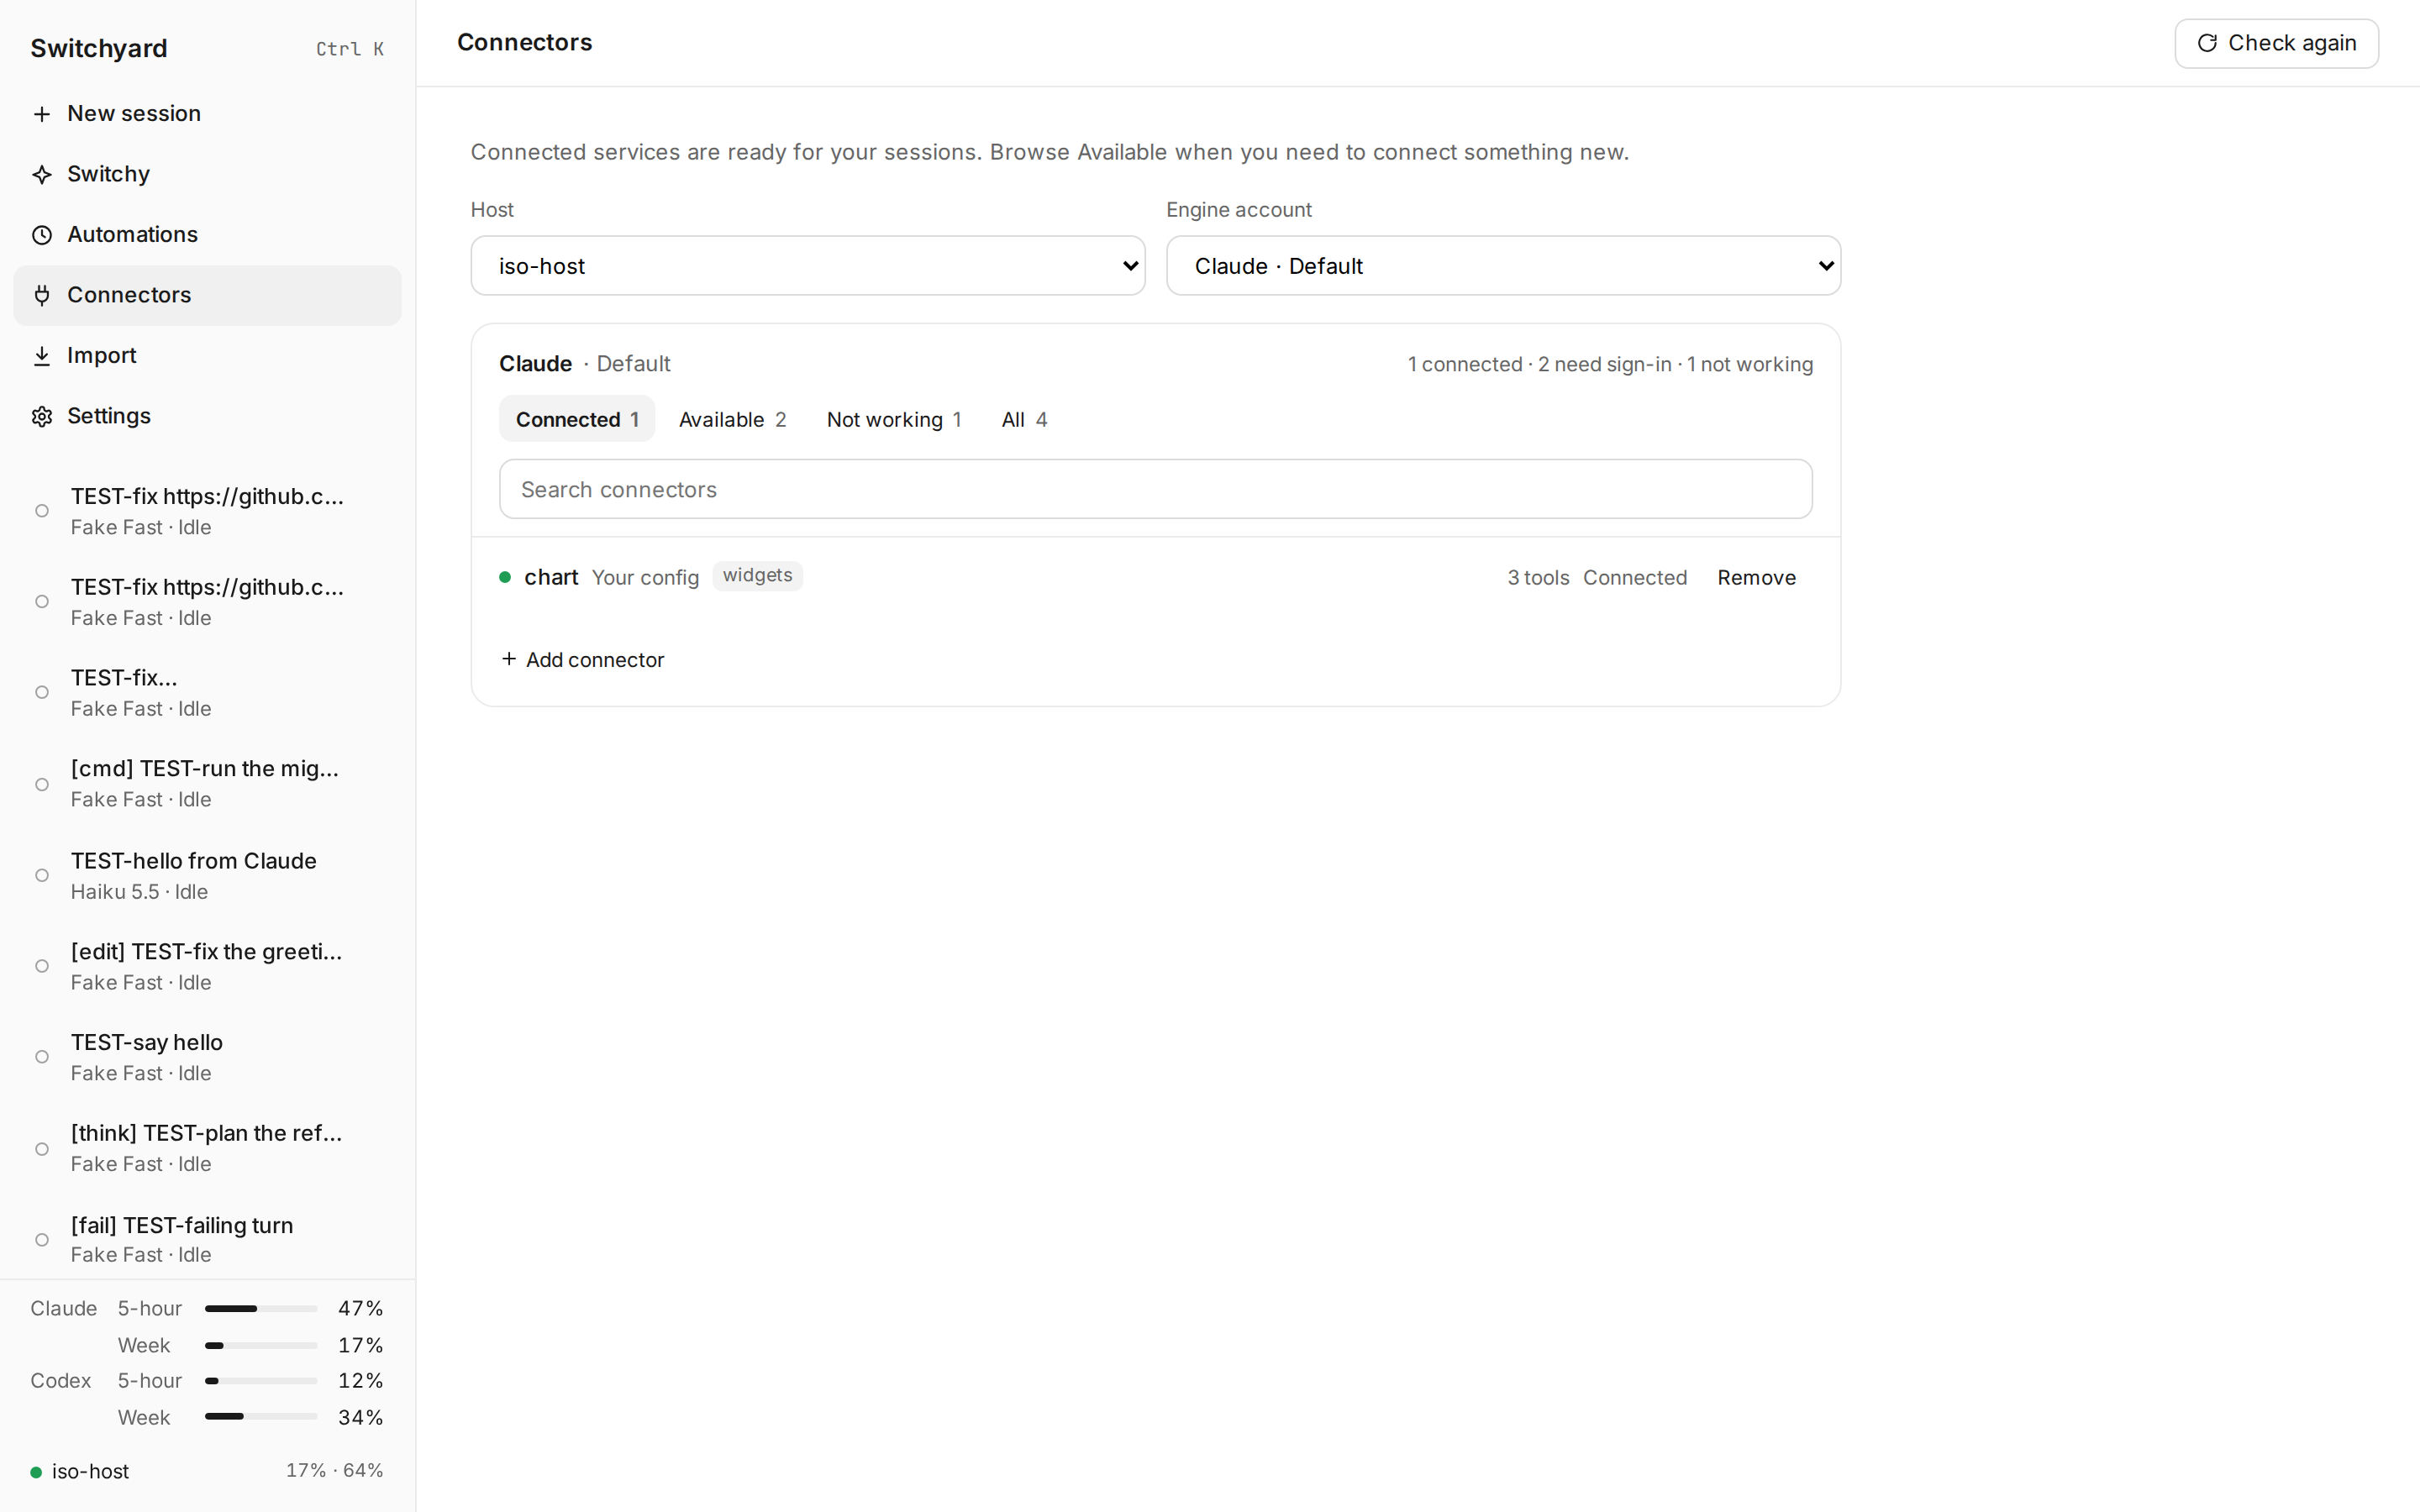 Switchyard Ctrl K
New session
Switchy
Automations
Connectors
Import
Settings
TEST-fix https://github.c...
Fake Fast · Idle
TEST-fix https://github.c...
Fake Fast · Idle
TEST-fix...
Fake Fast · Idle
[cmd] TEST-run the mig...
Fake Fast · Idle
TEST-hello from Claude
Haiku 5.5 · Idle
[edit] TEST-fix the greeti...
Fake Fast · Idle
TEST-say hello
Fake Fast · Idle
[think] TEST-plan the ref...
Fake Fast · Idle
[fail] TEST-failing turn
Fake Fast · Idle
Claude 5-hour 47%
Week 17%
Codex 5-hour 12%
Week 34%
iso-host 17% · 64%
Connectors
Check again
Connected services are ready for your sessions. Browse Available when you need to connect something new.
Host
iso-host
Engine account
Claude · Default
Claude · Default 1 connected · 2 need sign-in · 1 not working
Connected 1 Available 2 Not working 1 All 4
Search connectors
chart Your config widgets 3 tools Connected Remove
+ Add connector